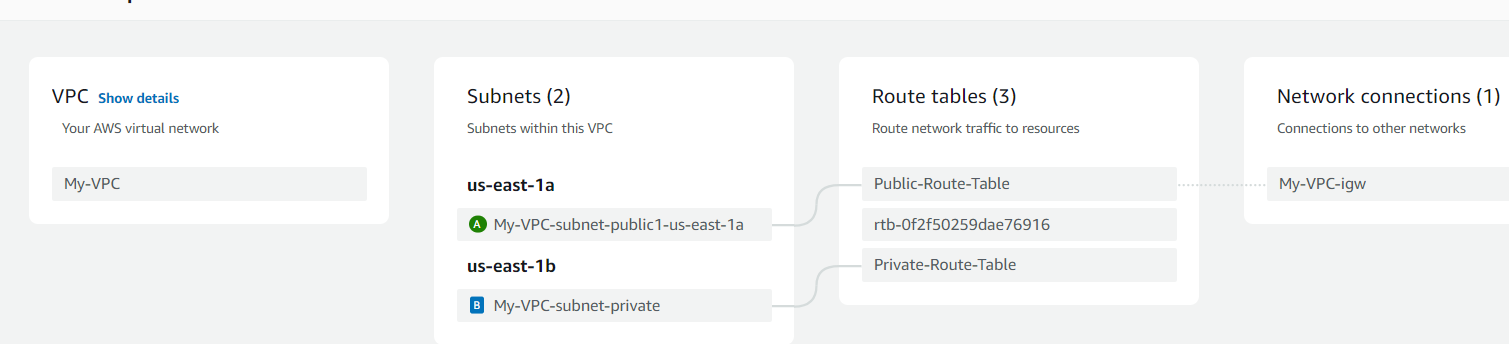 VPC Show details
Your AWS virtual network
My-VPC
Subnets (2)
Subnets within this VPC
us-east-1a
A My-VPC-subnet-public1-us-east-1a
us-east-1b
B My-VPC-subnet-private
Route tables (3)
Route network traffic to resources
Public-Route-Table
rtb-0f2f50259dae76916
Private-Route-Table
Network connections (1)
Connections to other networks
My-VPC-igw